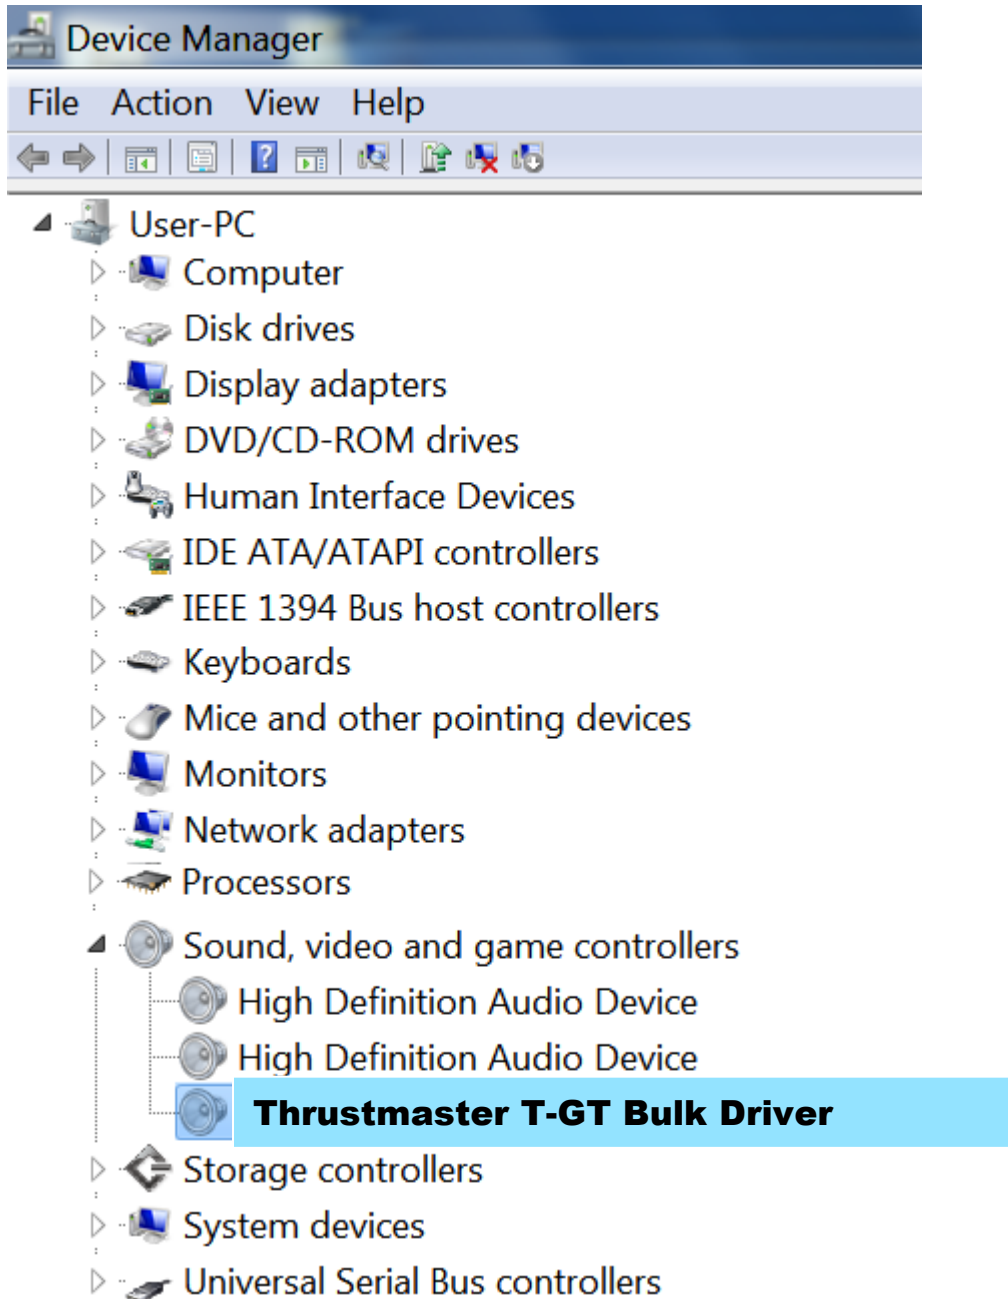 Device Manager
File Action View Help
User-PC
Computer
Disk drives
Display adapters
DVD/CD-ROM drives
Human Interface Devices
IDE ATA/ATAPI controllers
IEEE 1394 Bus host controllers
Keyboards
Mice and other pointing devices
Monitors
Network adapters
Processors
Sound, video and game controllers
High Definition Audio Device
High Definition Audio Device
Thrustmaster T-GT Bulk Driver
Storage controllers
System devices
Universal Serial Bus controllers